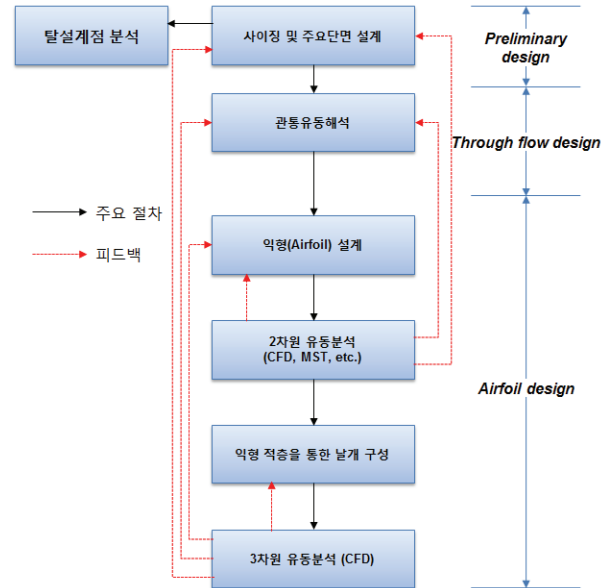 탈설계점 분석
사이징 및 주요단면 설계
Preliminary
design
관통유동해석
Through flow design
주요 절차
피드백
익형(Airfoil) 설계
2차원 유동분석
(CFD, MST, etc.)
Airfoil design
익형 적층을 통한 날개 구성
3차원 유동분석 (CFD)